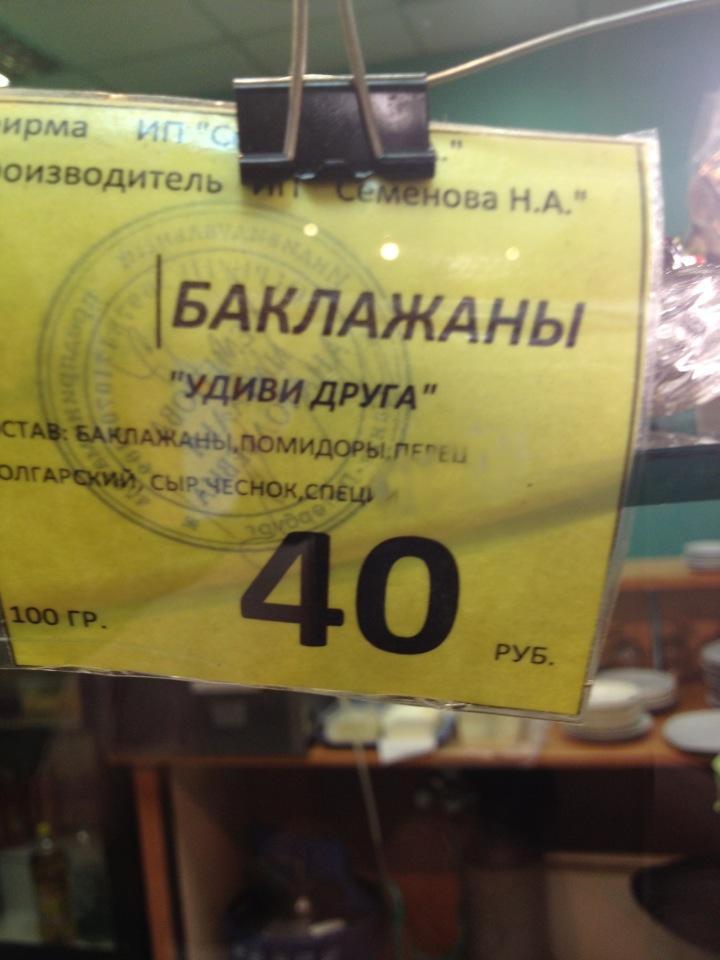 ирма ИП "С
роизводитель ИП "Семенова Н.А."
БАКЛАЖАНЫ
"УДИВИ ДРУГА"
СТАВ: БАКЛАЖАНЫ,ПОМИДОРЫ,ПЕРЕЦ
ОЛГАРСКИЙ, СЫР,ЧЕСНОК,СПЕЦИ
40
100 ГР.
РУБ.